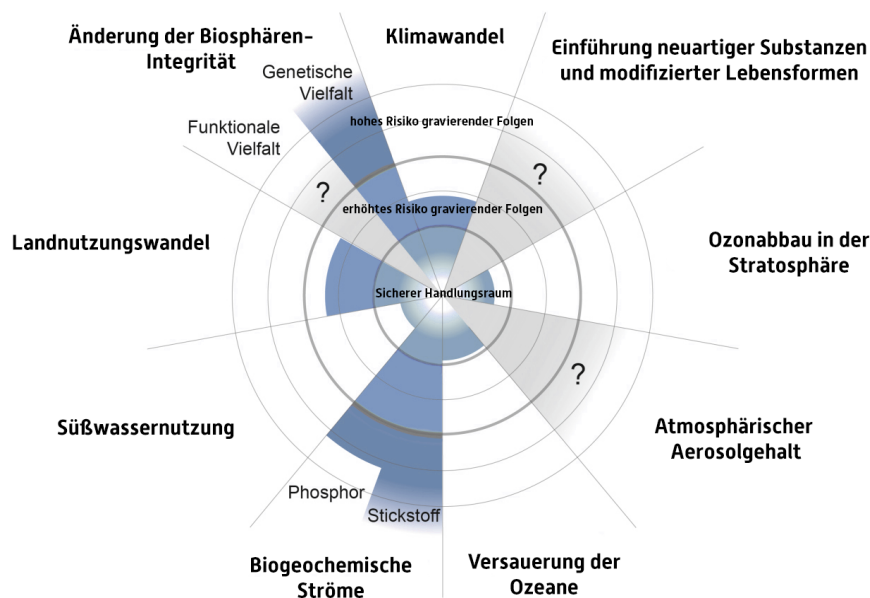 Änderung der Biosphären-
Integrität
Klimawandel
Einführung neuartiger Substanzen
und modifizierter Lebensformen
Genetische
Vielfalt
Funktionale
Vielfalt
hohes Risiko gravierender Folgen
?
?
erhöhtes Risiko gravierender Folgen
Landnutzungswandel
Ozonabbau in der
Stratosphäre
Sicherer Handlungsraum
?
Süßwassernutzung
Atmosphärischer
Aerosolgehalt
Phosphor
Stickstoff
Biogeochemische
Ströme
Versauerung der
Ozeane